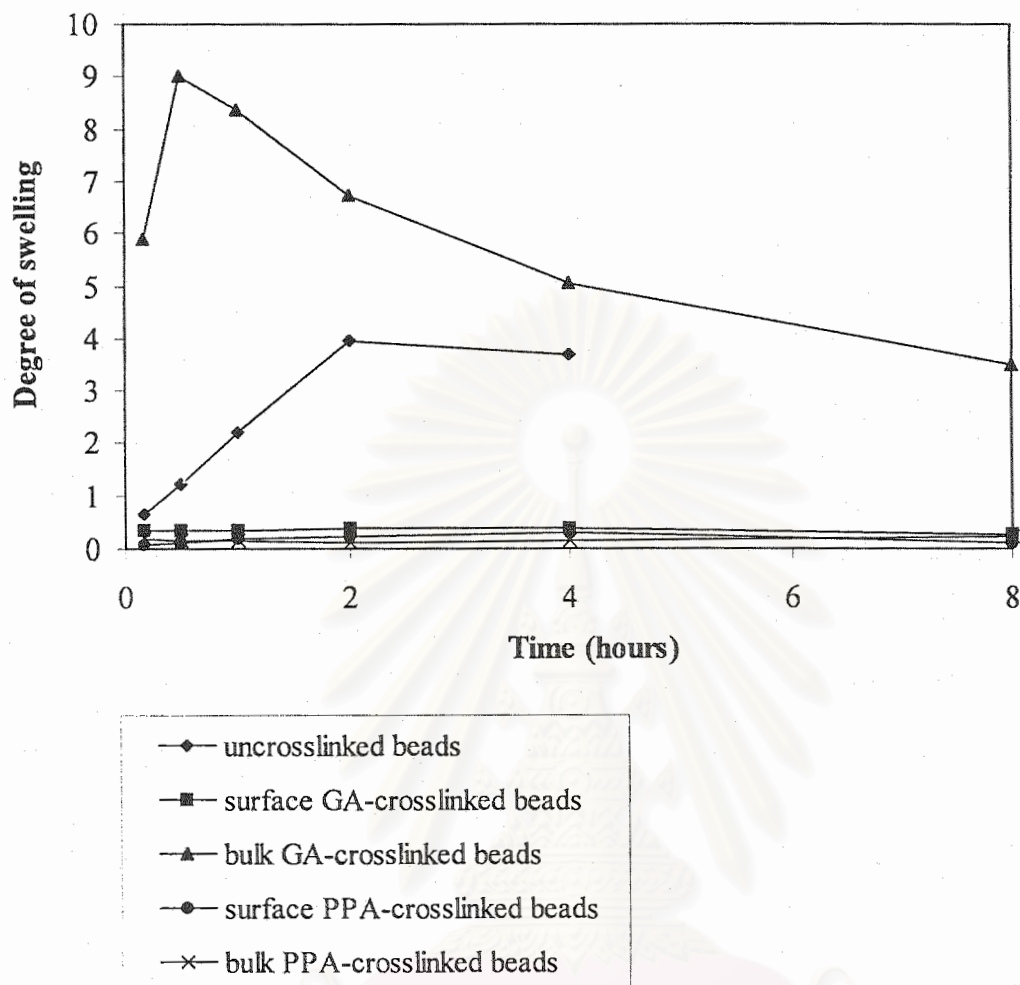 10
9
8
7
6
5
4
3
2
1
0
Degree of swelling
0 2 4 6 8
Time (hours)
uncrosslinked beads
surface GA-crosslinked beads
bulk GA-crosslinked beads
surface PPA-crosslinked beads
bulk PPA-crosslinked beads